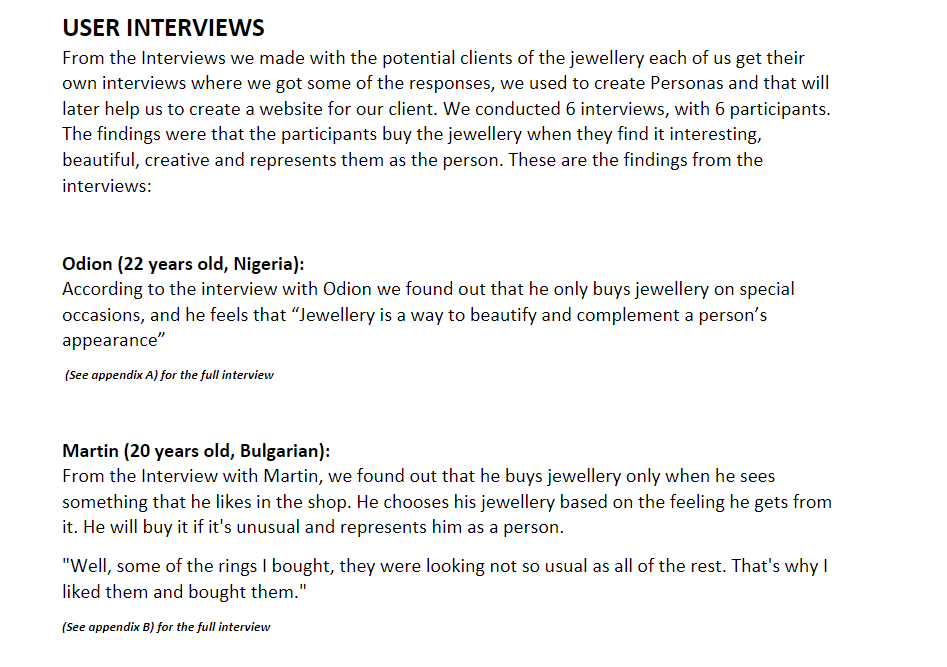 USER INTERVIEWS
From the Interviews we made with the potential clients of the jewellery each of us get their
own interviews where we got some of the responses, we used to create Personas and that will
later help us to create a website for our client. We conducted 6 interviews, with 6 participants.
The findings were that the participants buy the jewellery when they find it interesting,
beautiful, creative and represents them as the person. These are the findings from the
interviews:
Odion (22 years old, Nigeria):
According to the interview with Odion we found out that he only buys jewellery on special
occasions, and he feels that “Jewellery is a way to beautify and complement a person’s
appearance”
(See appendix A) for the full interview
Martin (20 years old, Bulgarian):
From the Interview with Martin, we found out that he buys jewellery only when he sees
something that he likes in the shop. He chooses his jewellery based on the feeling he gets from
it. He will buy it if it's unusual and represents him as a person.
"Well, some of the rings I bought, they were looking not so usual as all of the rest. That's why I
liked them and bought them."
(See appendix B) for the full interview